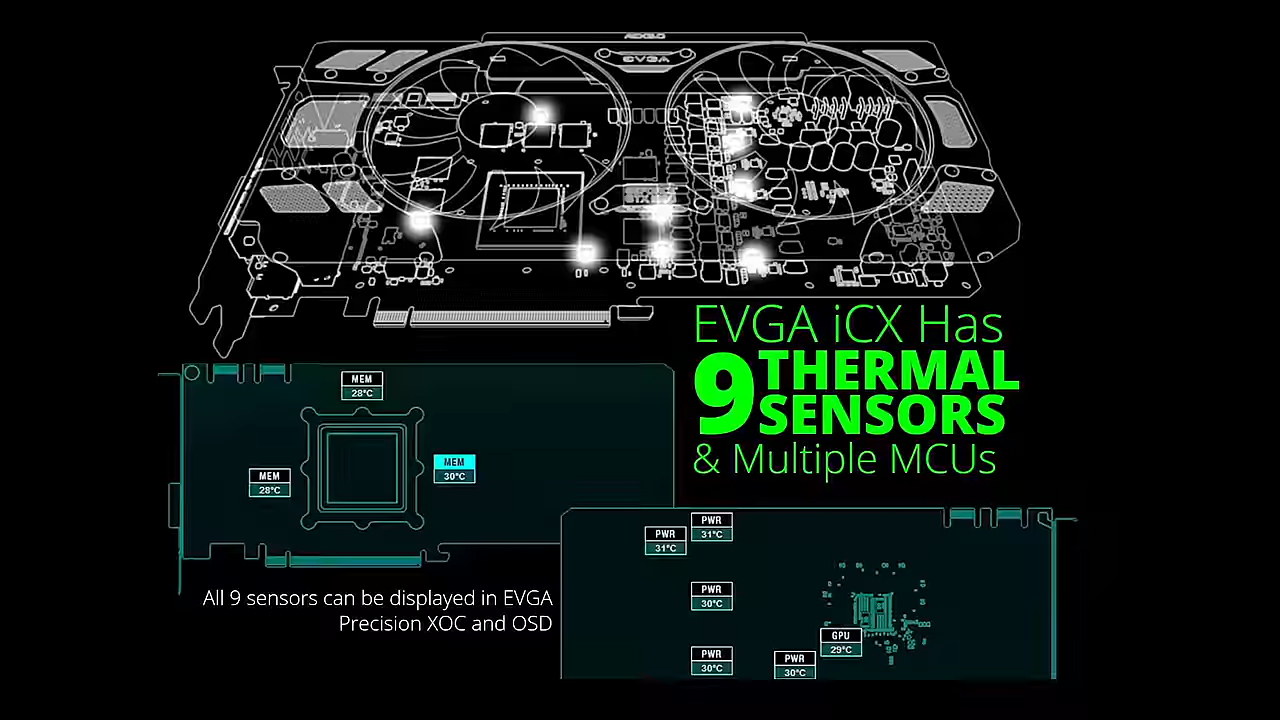 EVGA
EVGA iCX Has
9 THERMAL
SENSORS
& Multiple MCUs
MEM
28°C
MEM
28°C
MEM
30°C
All 9 sensors can be displayed in EVGA
Precision XOC and OSD
PWR
31°C
PWR
31°C
PWR
30°C
PWR
30°C
PWR
30°C
GPU
29°C